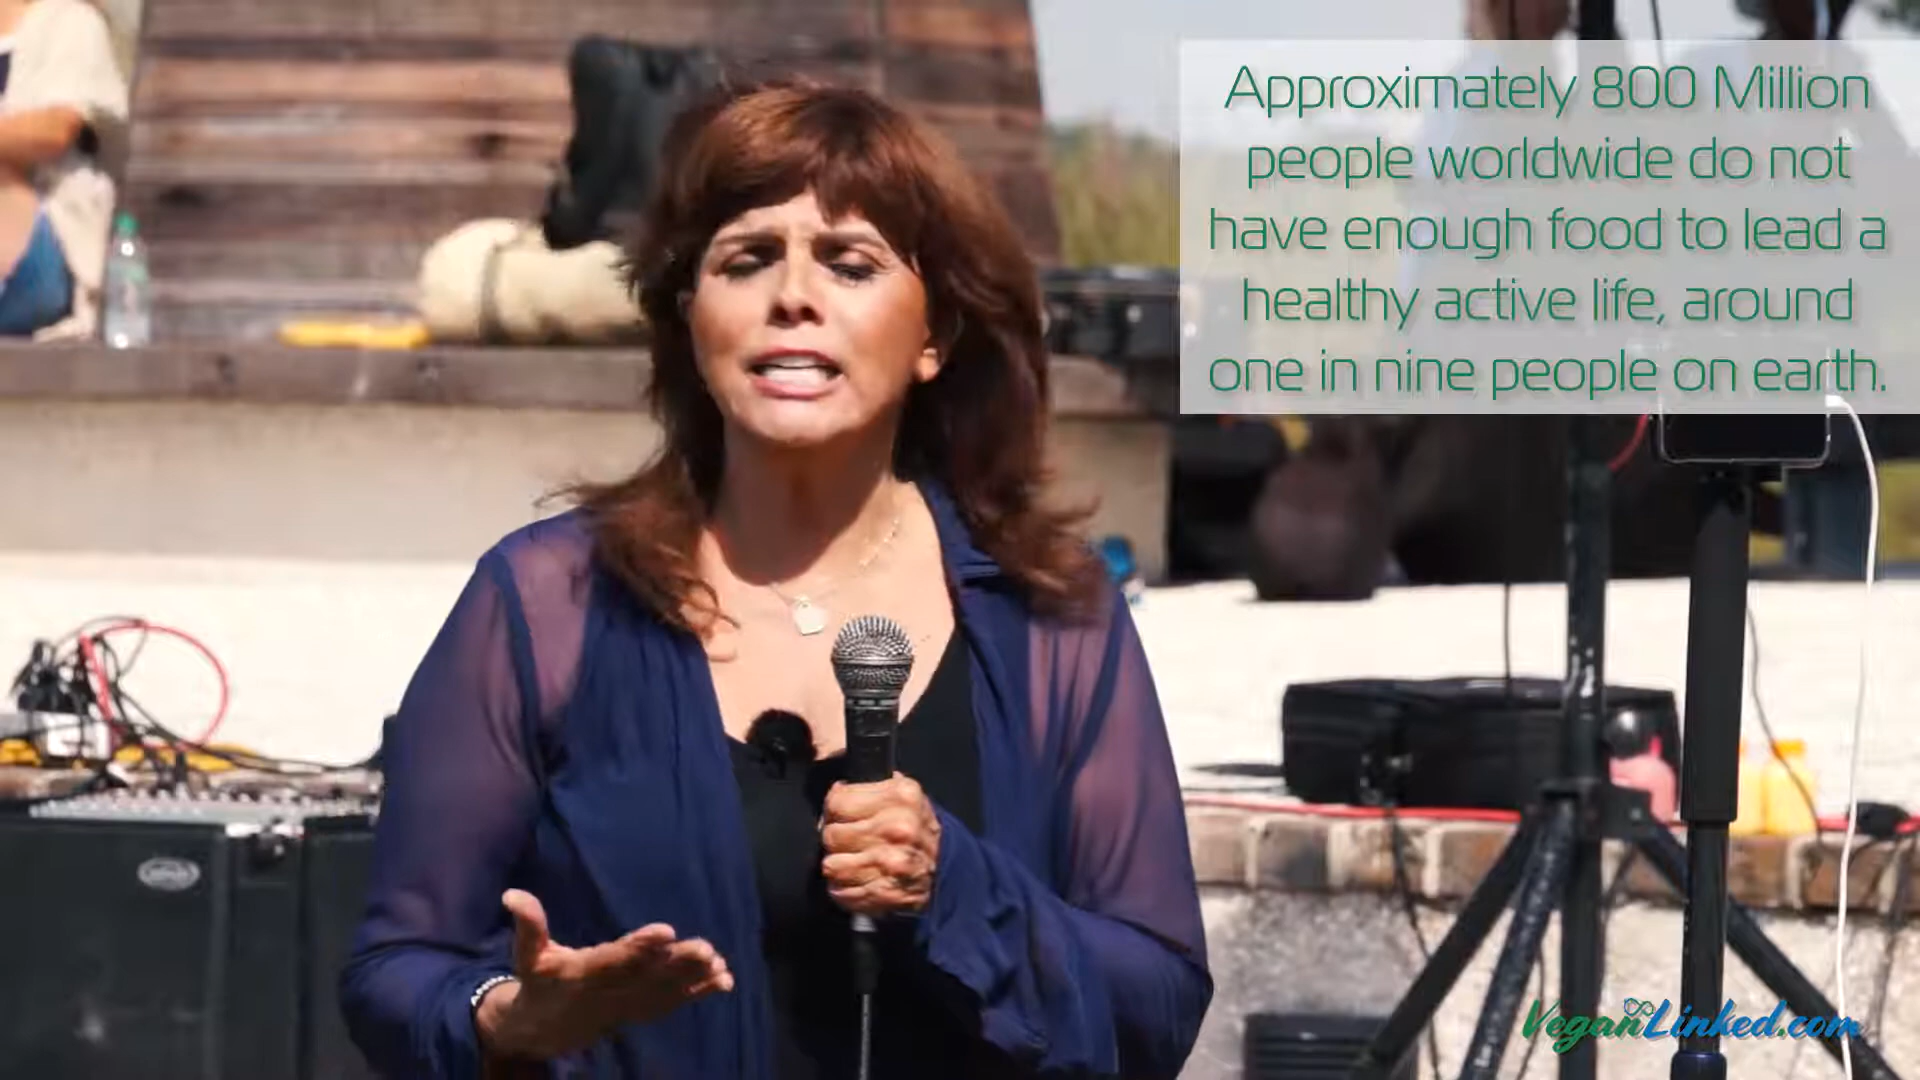 Approximately 800 Million
people worldwide do not
have enough food to lead a
healthy active life, around
one in nine people on earth.
VeganLinked.com